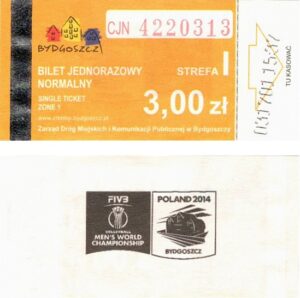 CJN 4220313
BYDGOSZCZ
BILET JEDNORAZOWY
NORMALNY
STREFA I
SINGLE TICKET
ZONE 1
3,00 zł
www.zdmikp.bydgoszcz.pl
Zarząd Dróg Miejskich i Komunikacji Publicznej w Bydgoszczy
TU KASOWAĆ
FIVB
VOLLEYBALL
MEN'S WORLD
CHAMPIONSHIP
POLAND 2014
BYDGOSZCZ